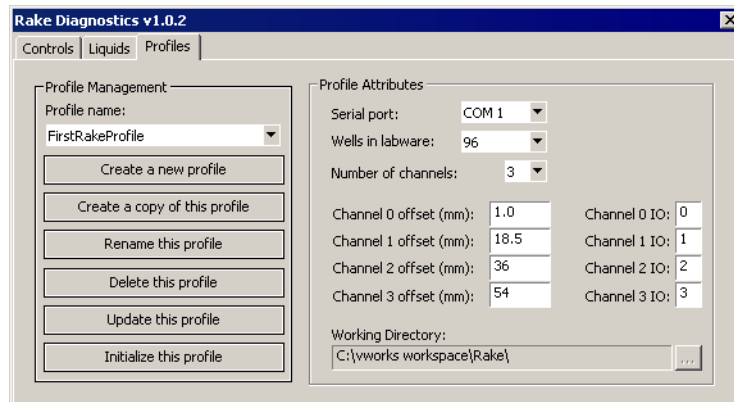 Rake Diagnostics v1.0.2
Controls Liquids Profiles
Profile Management
Profile name:
FirstRakeProfile
Create a new profile
Create a copy of this profile
Rename this profile
Delete this profile
Update this profile
Initialize this profile
Profile Attributes
Serial port: COM 1
Wells in labware: 96
Number of channels: 3
Channel 0 offset (mm): 1.0 Channel 0 IO: 0
Channel 1 offset (mm): 18.5 Channel 1 IO: 1
Channel 2 offset (mm): 36 Channel 2 IO: 2
Channel 3 offset (mm): 54 Channel 3 IO: 3
Working Directory:
C:\vworks workspace\Rake\ ...